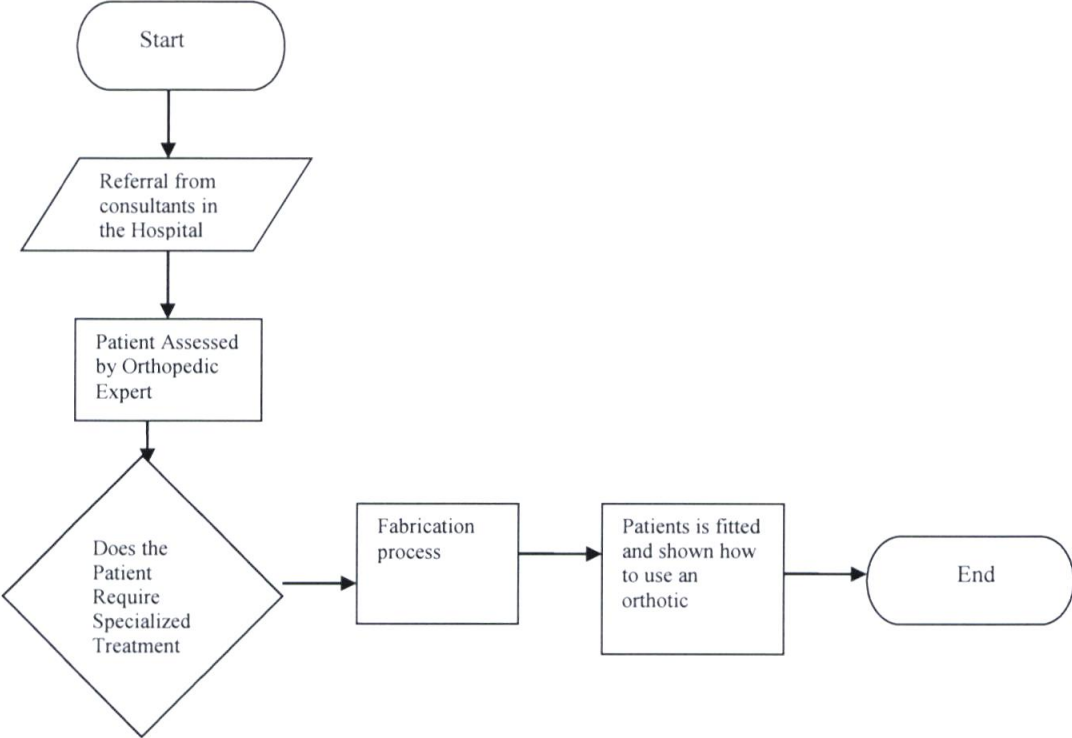 Start
Referral from
consultants in
the Hospital
Patient Assessed
by Orthopedic
Expert
Does the
Patient
Require
Specialized
Treatment
Fabrication
process
Patients is fitted
and shown how
to use an
orthotic
End